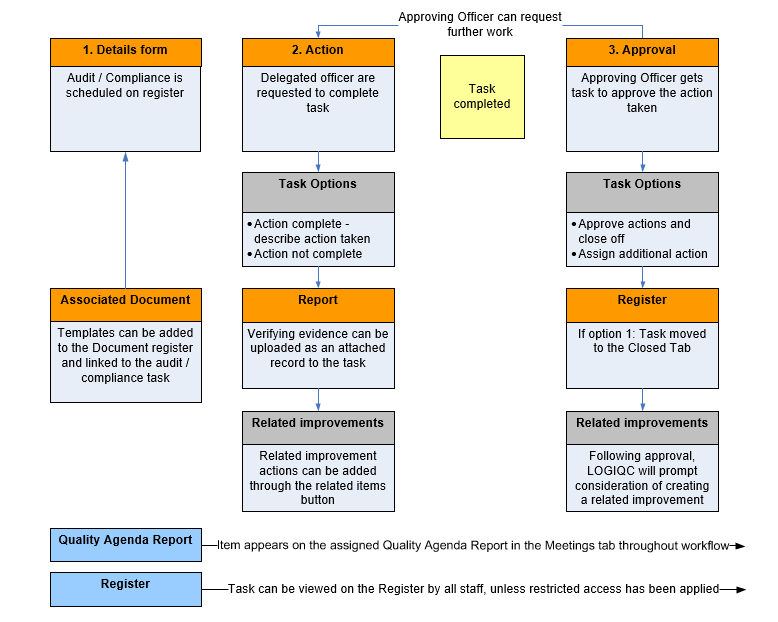 Approving Officer can request
further work
1. Details form
Audit / Compliance is
scheduled on register
2. Action
Delegated officer are
requested to complete
task
Task
completed
3. Approval
Approving Officer gets
task to approve the action
taken
Task Options
• Action complete -
describe action taken
• Action not complete
Task Options
• Approve actions and
close off
• Assign additional action
Associated Document
Templates can be added
to the Document register
and linked to the audit /
compliance task
Report
Verifying evidence can be
uploaded as an attached
record to the task
Register
If option 1: Task moved
to the Closed Tab
Related improvements
Related improvement
actions can be added
through the related items
button
Related improvements
Following approval,
LOGIQC will prompt
consideration of creating
a related improvement
Quality Agenda Report
Item appears on the assigned Quality Agenda Report in the Meetings tab throughout workflow
Register
Task can be viewed on the Register by all staff, unless restricted access has been applied